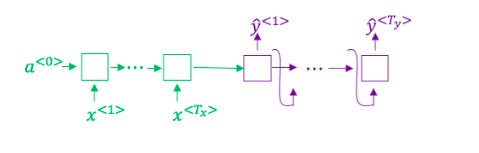 ŷ<1> ŷ<Ty>
a<0> ... ...
x<1> x<Tx>